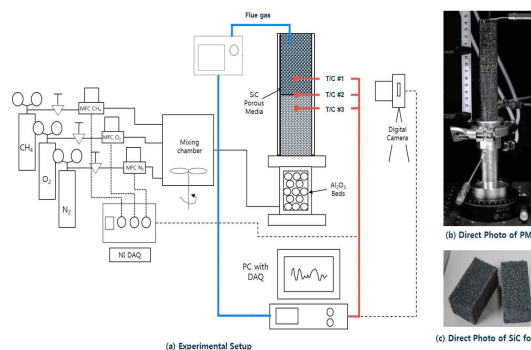 Flue gas
T/C #1
T/C #2
T/C #3
SiC
Porous
Media
MFC CH₄
MFC O₂
MFC N₂
CH₄
O₂
N₂
Mixing
chamber
Digital
Camera
Al₂O₃
Beds
NI DAQ
PC with
DAQ
(a) Experimental Setup
(b) Direct Photo of PM
(c) Direct Photo of SiC fo